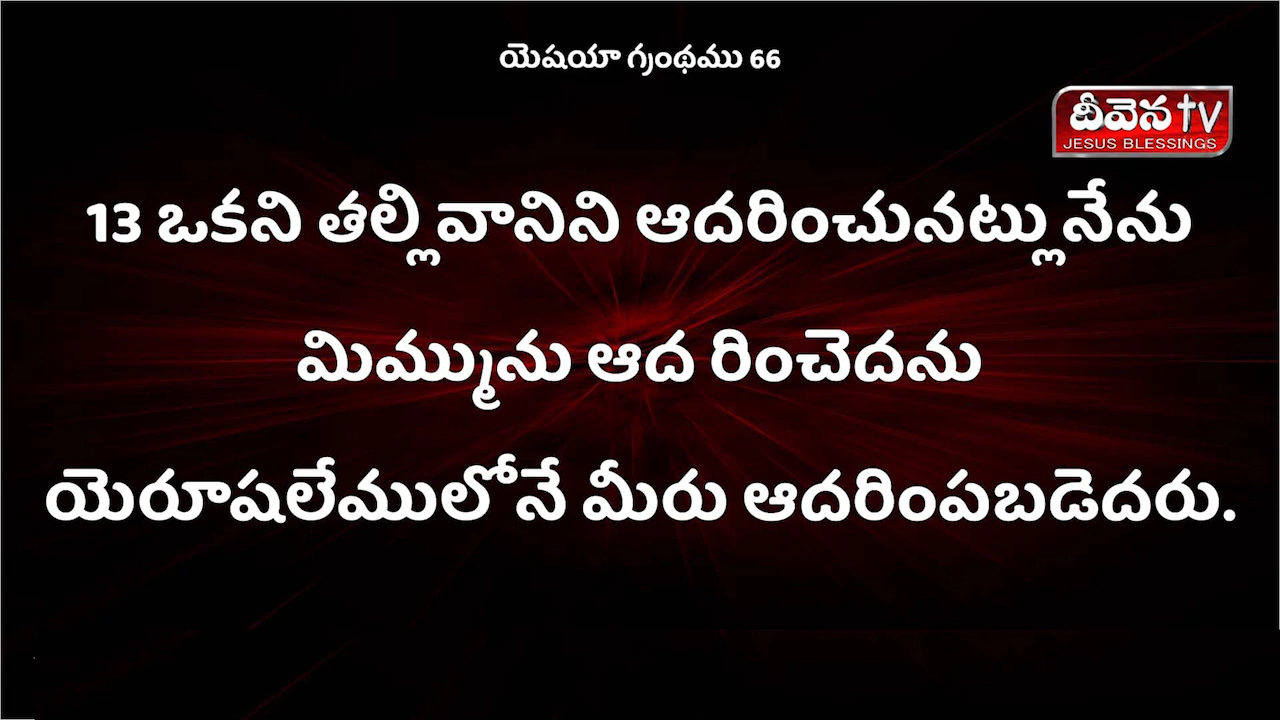 యెషయా గ్రంథము 66
దీవెన tv
JESUS BLESSINGS
13 ఒకని తల్లివానిని ఆదరించునట్లునేను
మిమ్మును ఆద రించెదను
యెరూషలేములోనే మీరు ఆదరింపబడెదరు.